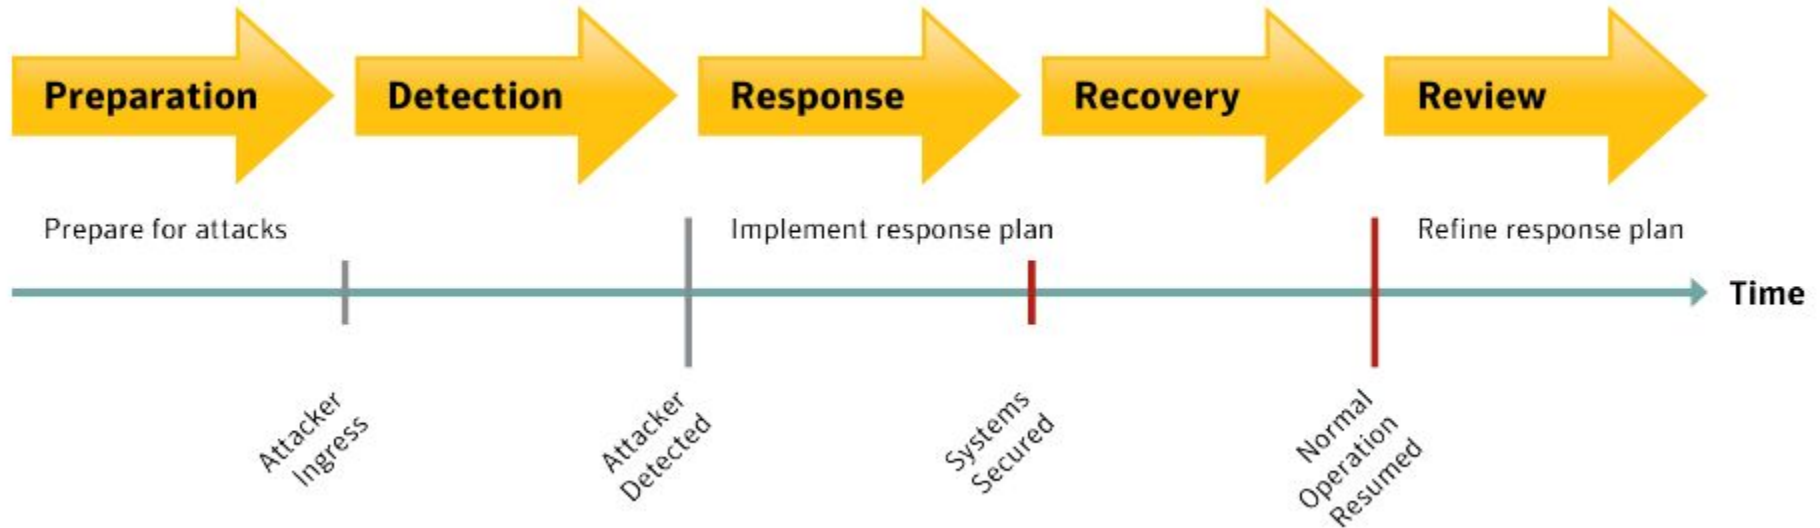 Preparation
Detection
Response
Recovery
Review
Prepare for attacks
Implement response plan
Refine response plan
Time
Attacker
Ingress
Attacker
Detected
Systems
Secured
Normal
Operation
Resumed